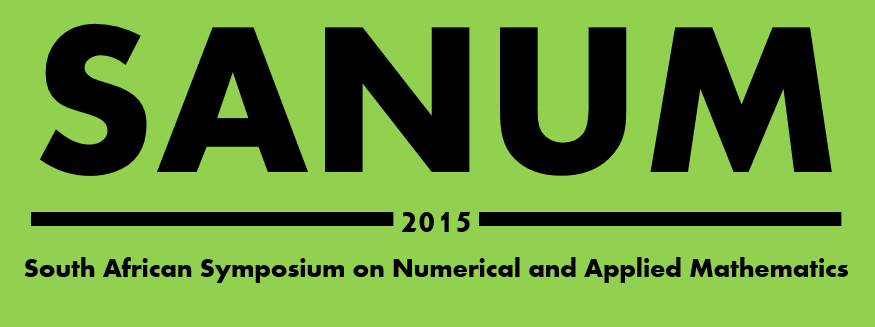 SANUM
2015
South African Symposium on Numerical and Applied Mathematics